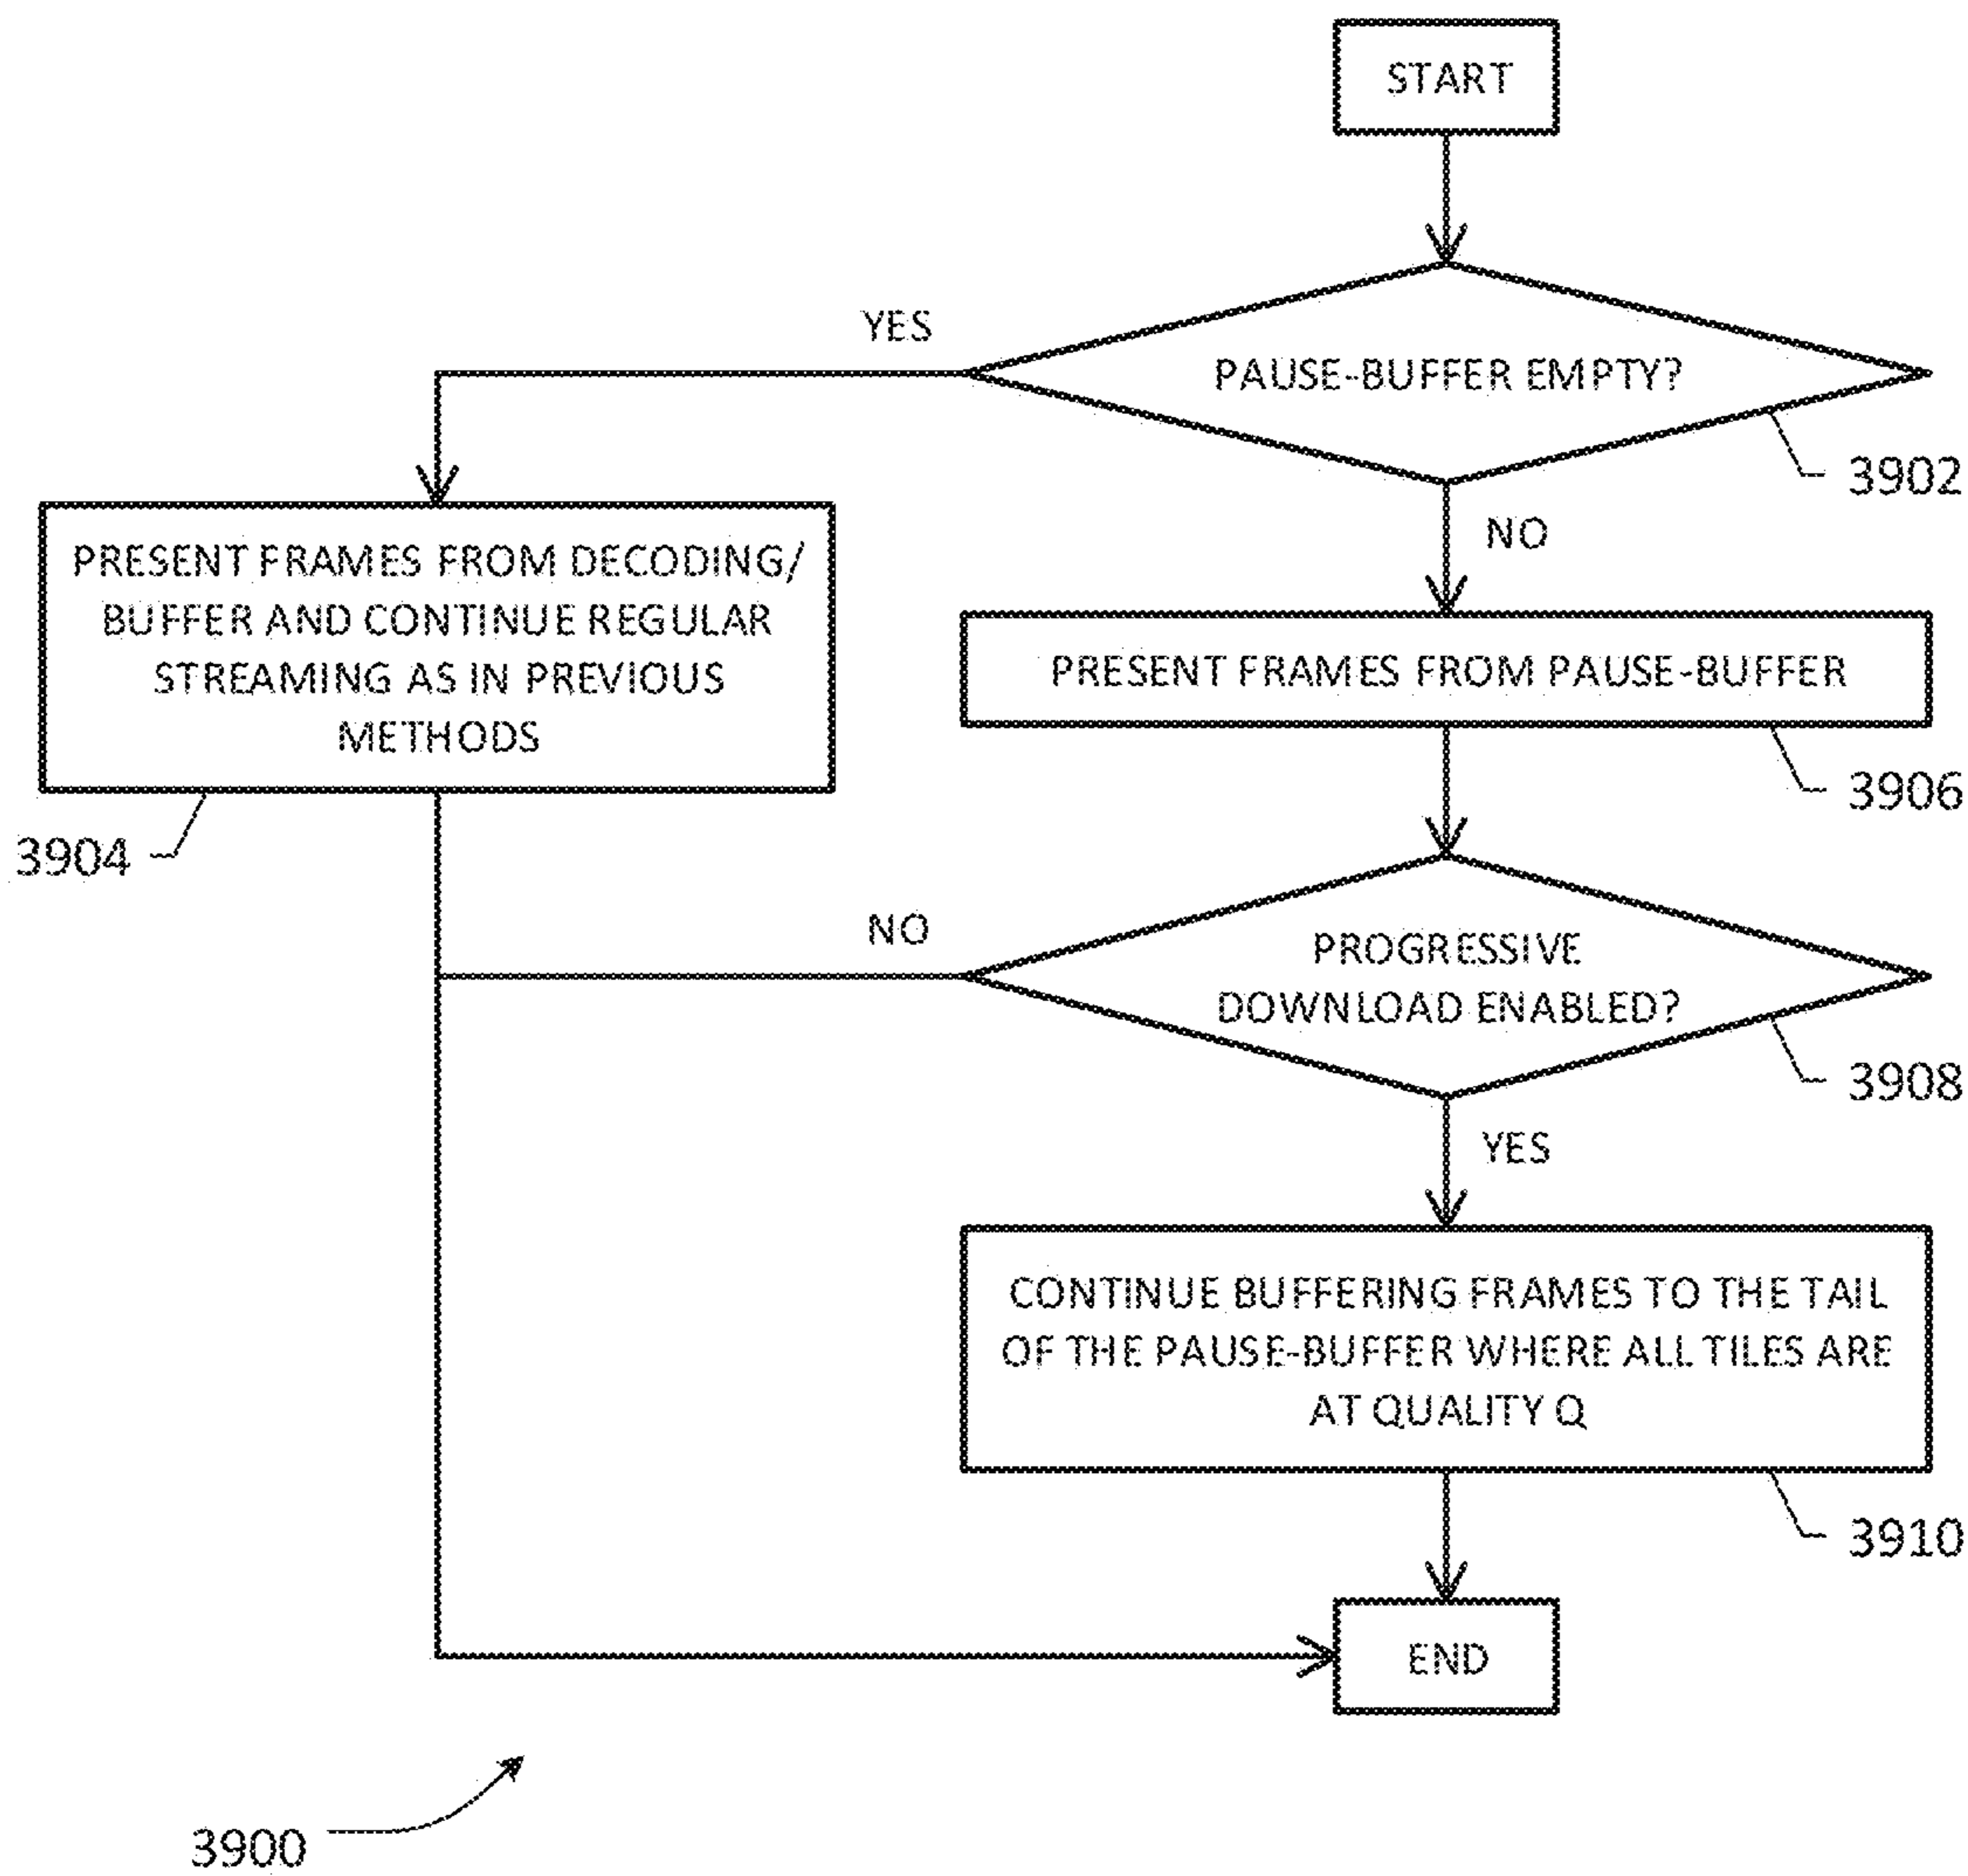 START
YES
PAUSE-BUFFER EMPTY?
3902
NO
PRESENT FRAMES FROM DECODING/
BUFFER AND CONTINUE REGULAR
STREAMING AS IN PREVIOUS
METHODS
3904
PRESENT FRAMES FROM PAUSE-BUFFER
3906
NO
PROGRESSIVE
DOWNLOAD ENABLED?
3908
YES
CONTINUE BUFFERING FRAMES TO THE TAIL
OF THE PAUSE-BUFFER WHERE ALL TILES ARE
AT QUALITY Q
3910
END
3900